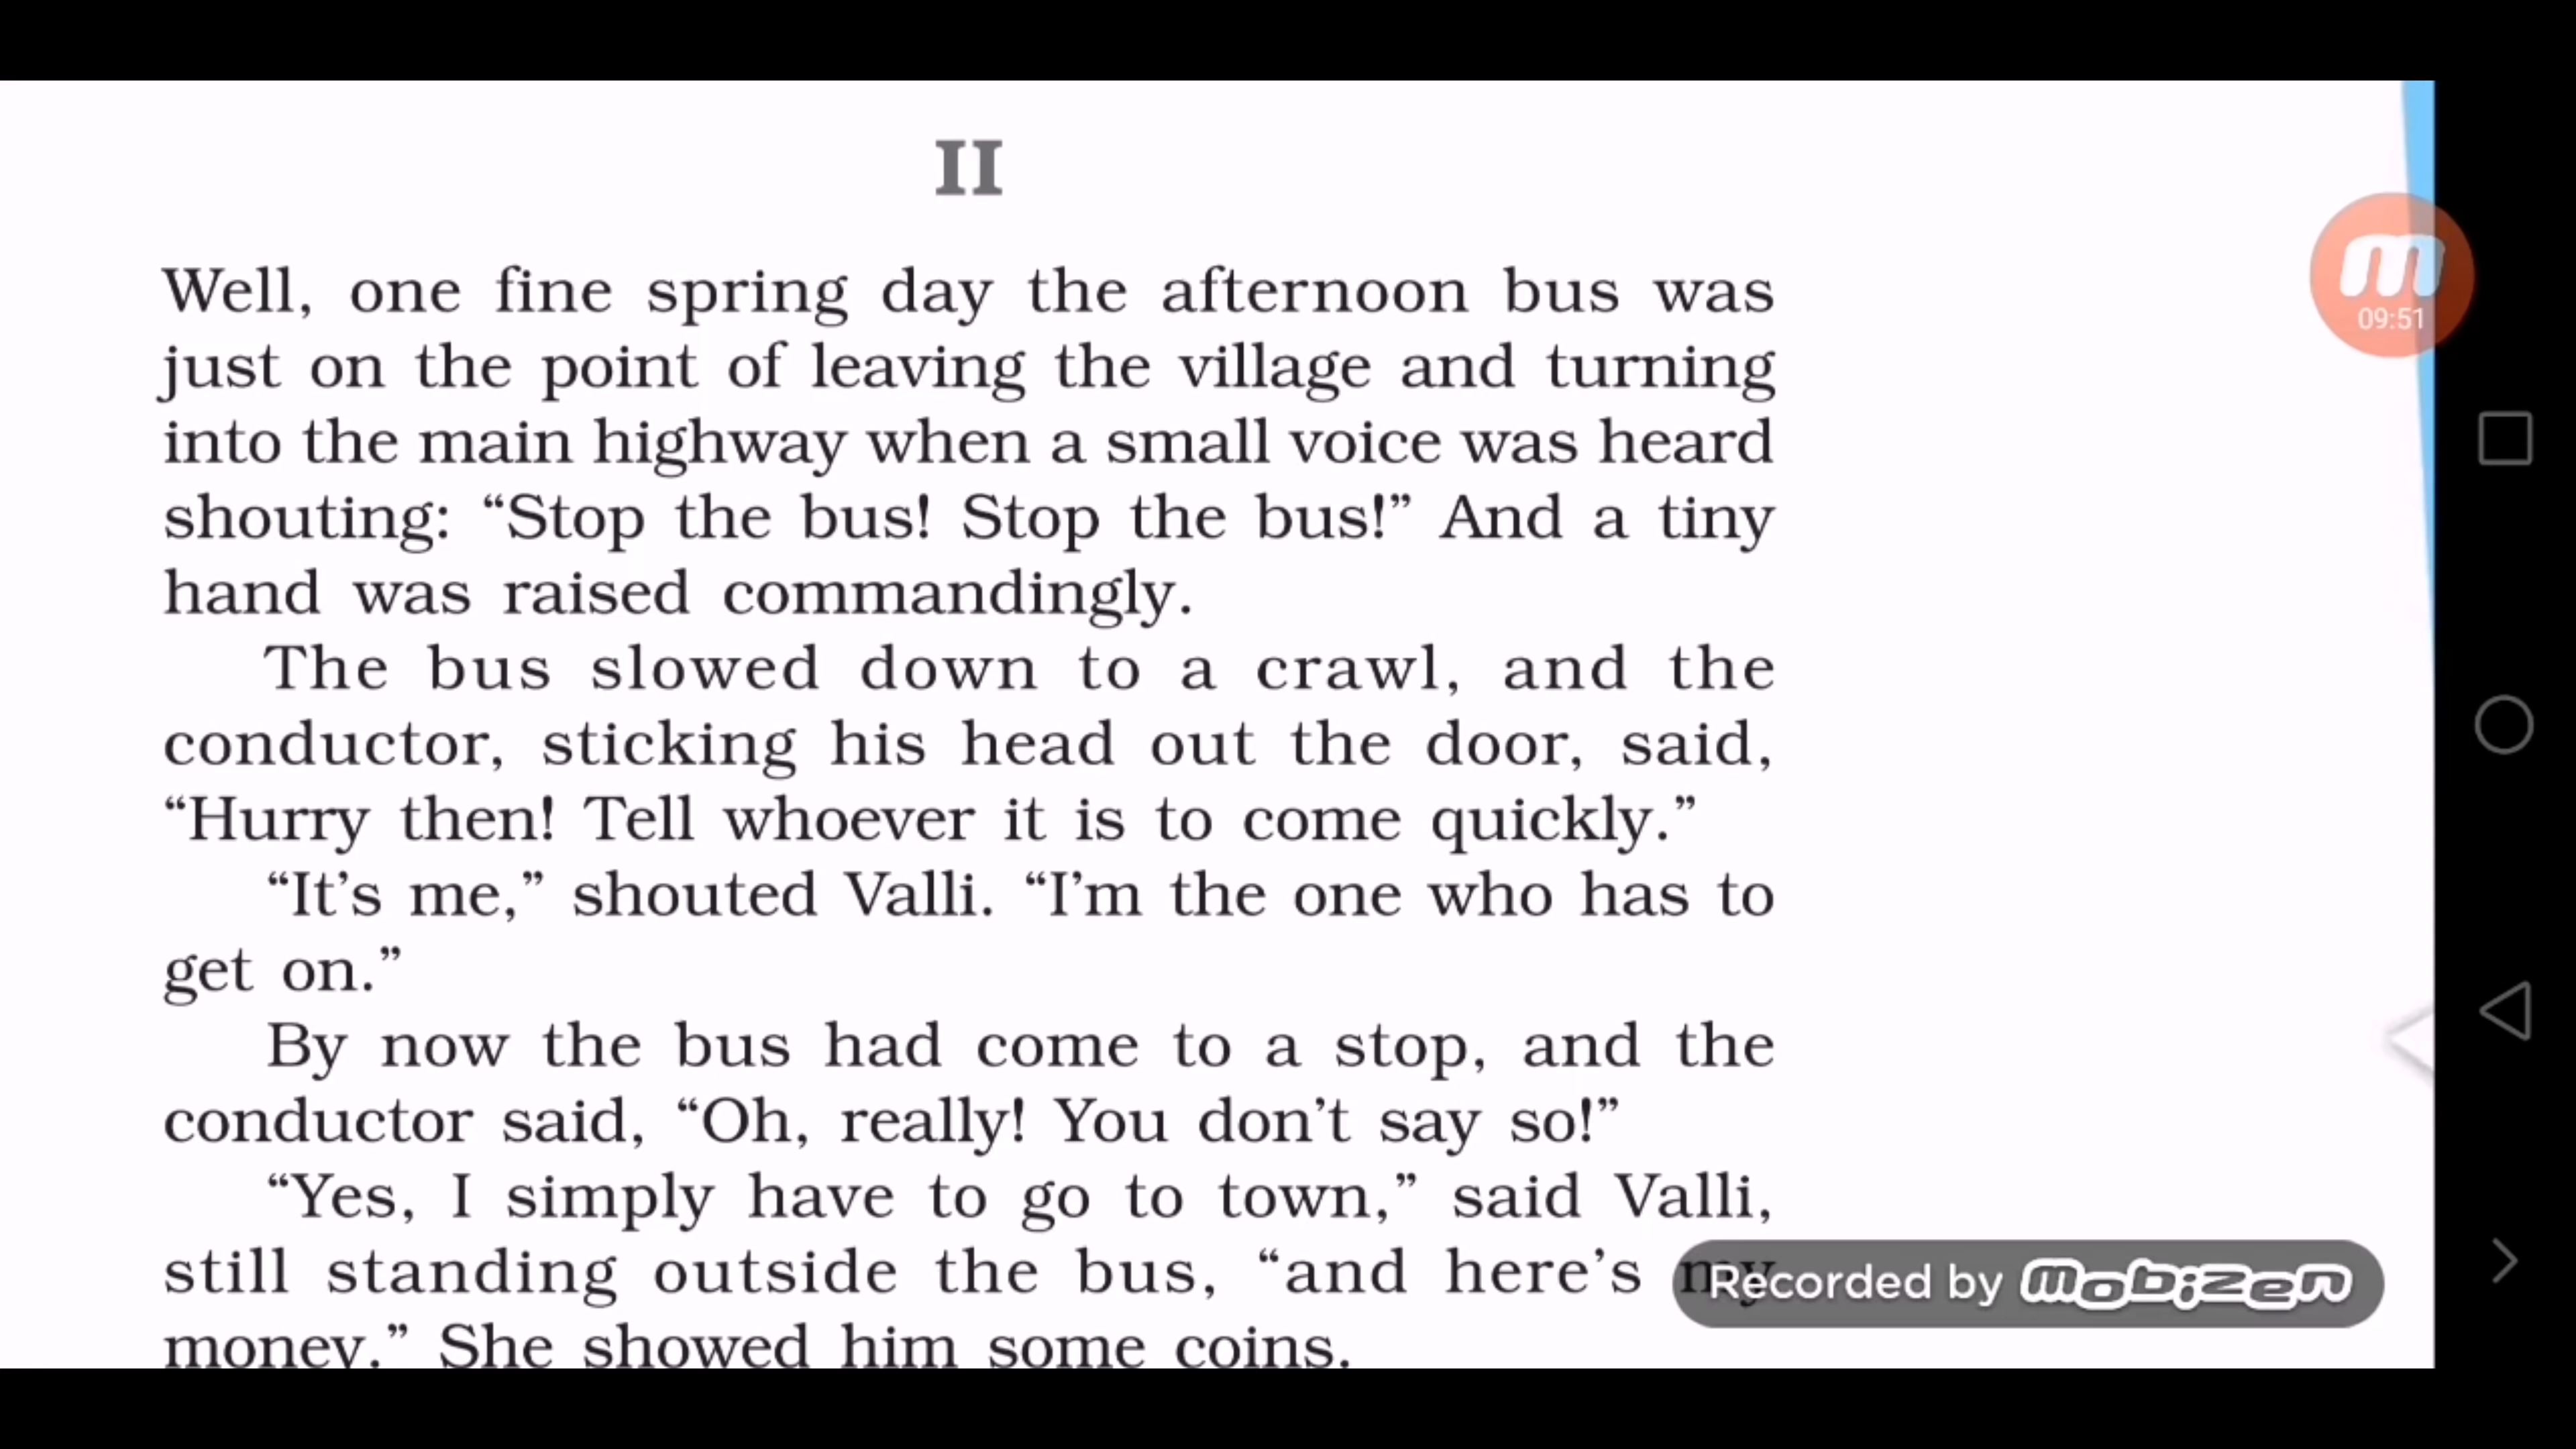 II
Well, one fine spring day the afternoon bus was
just on the point of leaving the village and turning
into the main highway when a small voice was heard
shouting: “Stop the bus! Stop the bus!” And a tiny
hand was raised commandingly.
The bus slowed down to a crawl, and the
conductor, sticking his head out the door, said,
“Hurry then! Tell whoever it is to come quickly.”
“It’s me,” shouted Valli. “I’m the one who has to
get on.”
By now the bus had come to a stop, and the
conductor said, “Oh, really! You don’t say so!”
“Yes, I simply have to go to town,” said Valli,
still standing outside the bus, “and here’s my
money.” She showed him some coins.
m
09:51
Recorded by mobizen